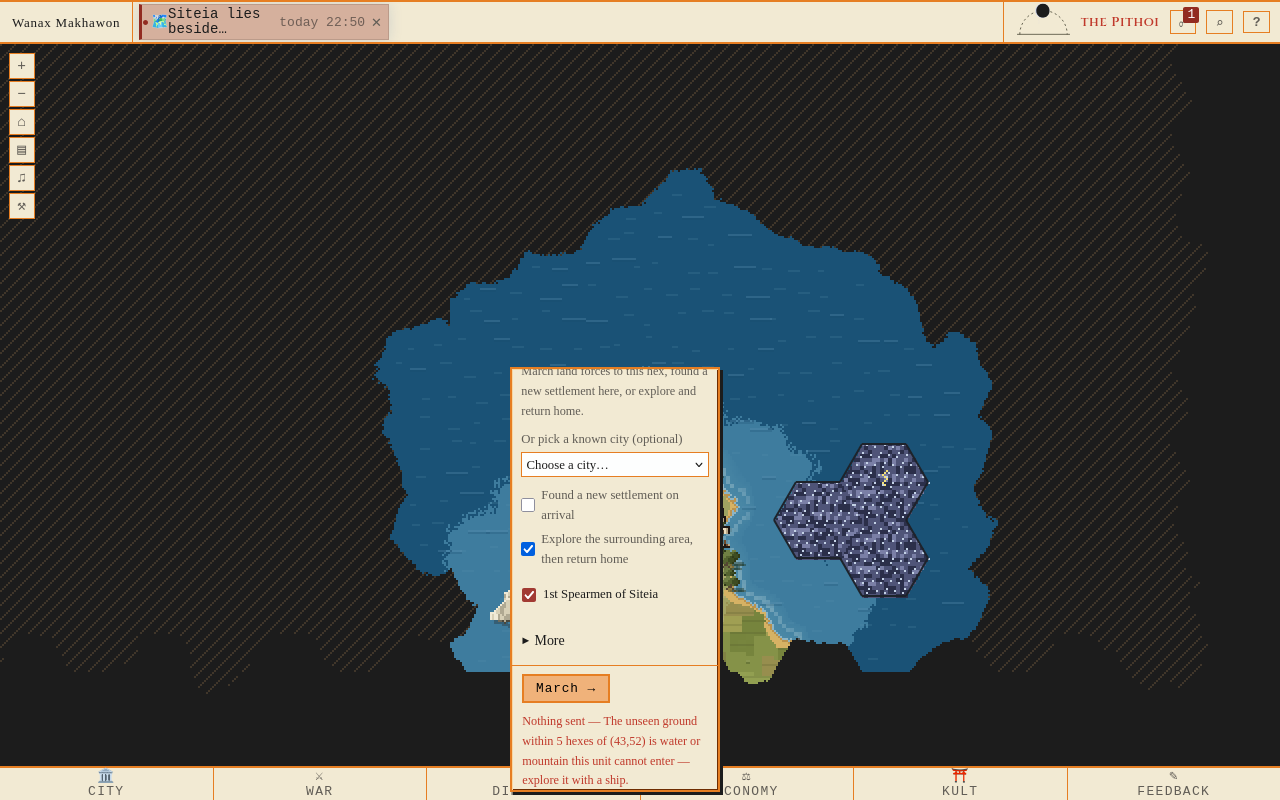 Wanax Makhawon
Siteia lies
beside…
today 22:50 ✕
THE PITHOI
1
?
+
−
March land forces to this hex, found a
new settlement here, or explore and
return home.
Or pick a known city (optional)
Choose a city…
Found a new settlement on
arrival
Explore the surrounding area,
then return home
1st Spearmen of Siteia
▸ More
March →
Nothing sent — The unseen ground
within 5 hexes of (43,52) is water or
mountain this unit cannot enter —
explore it with a ship.
CITY
WAR
KULT
FEEDBACK